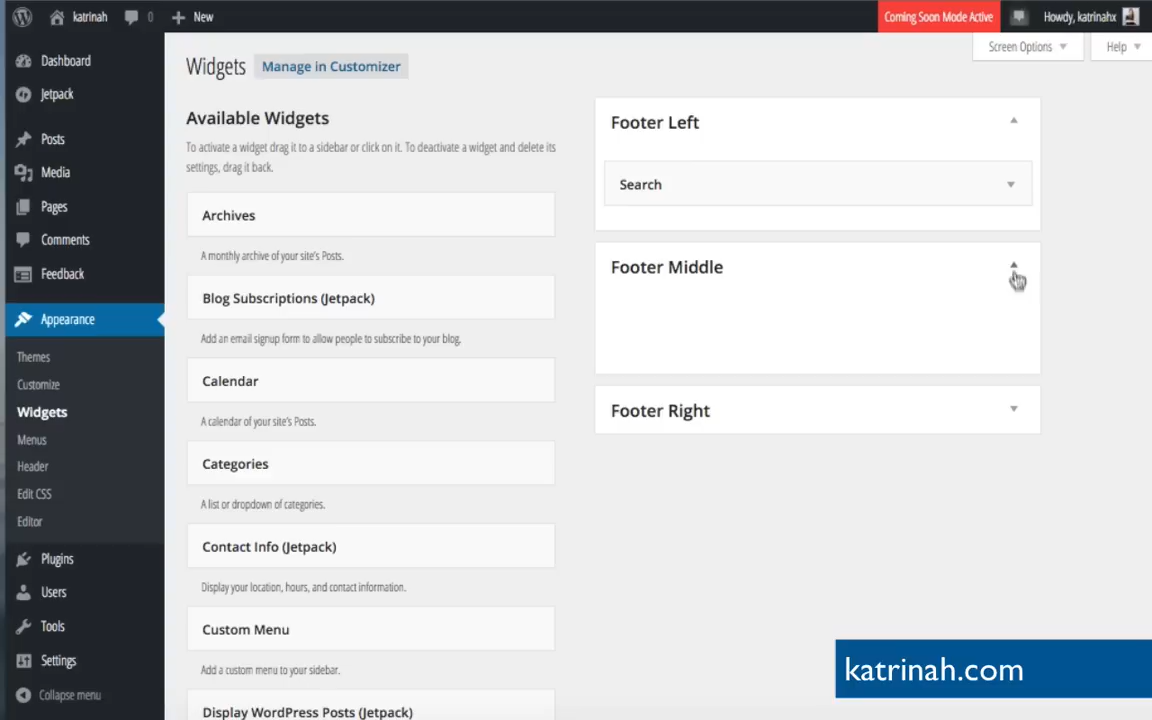 katrinah
0
New
Coming Soon Mode Active
Howdy, katrinahx
Screen Options
Help
Dashboard
Jetpack
Posts
Media
Pages
Comments
Feedback
Appearance
Themes
Customize
Widgets
Menus
Header
Edit CSS
Editor
Plugins
Users
Tools
Settings
Collapse menu
Widgets
Manage in Customizer
Available Widgets
To activate a widget drag it to a sidebar or click on it. To deactivate a widget and delete its
settings, drag it back.
Archives
A monthly archive of your site's Posts.
Blog Subscriptions (Jetpack)
Add an email signup form to allow people to subscribe to your blog.
Calendar
A calendar of your site's Posts.
Categories
A list or dropdown of categories.
Contact Info (Jetpack)
Display your location, hours, and contact information.
Custom Menu
Add a custom menu to your sidebar.
Display WordPress Posts (Jetpack)
Footer Left
Search
Footer Middle
Footer Right
katrinah.com